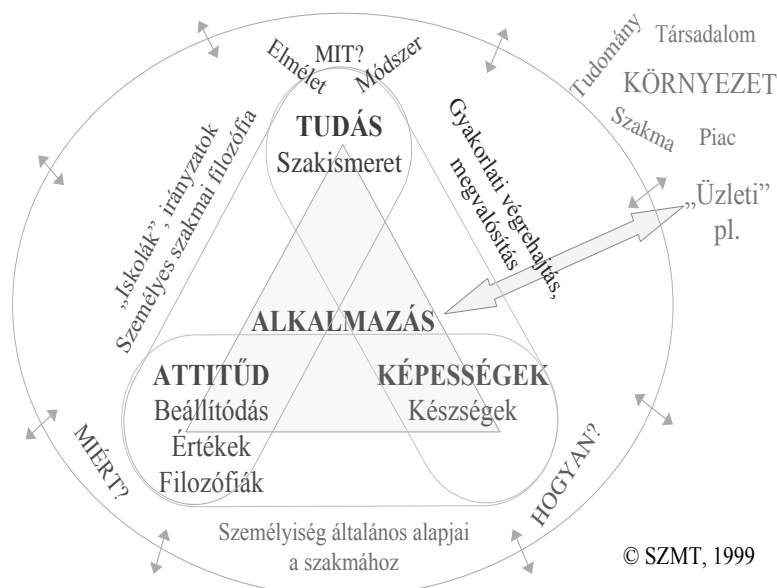 MIT?
Elmélet
Módszer
TUDÁS
Szakismeret
„Iskolák”, irányzatok
Személyes szakmai filozófia
Gyakorlati végrehajtás,
megvalósítás
Tudomány
Társadalom
KÖRNYEZET
Szakma
Piac
„Üzleti”
pl.
ALKALMAZÁS
ATTITŰD
Beállítódás
Értékek
Filozófiák
KÉPESSÉGEK
Készségek
MIÉRT?
HOGYAN?
Személyiség általános alapjai
a szakmához
© SZMT, 1999